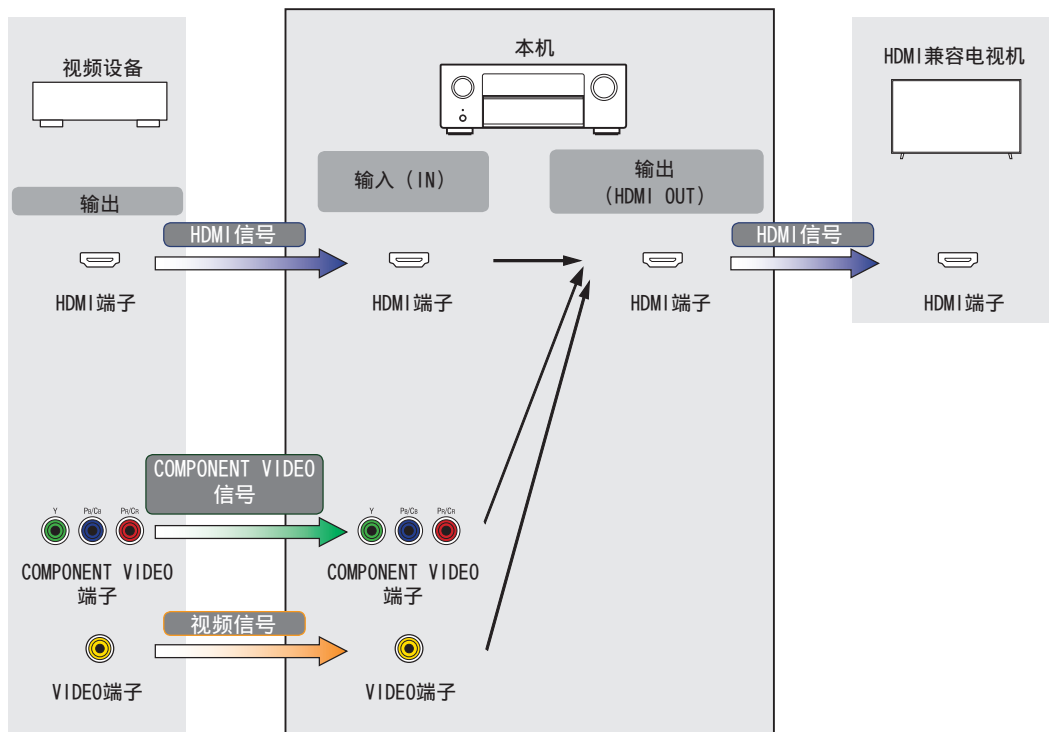 视频设备
本机
HDMI兼容电视机
输出
输入（IN）
输出
(HDMI OUT)
HDMI信号
HDMI信号
HDMI端子
HDMI端子
HDMI端子
HDMI端子
COMPONENT VIDEO
信号
Y
PB/CB
PR/CR
Y
PB/CB
PR/CR
COMPONENT VIDEO
端子
COMPONENT VIDEO
端子
视频信号
VIDEO端子
VIDEO端子